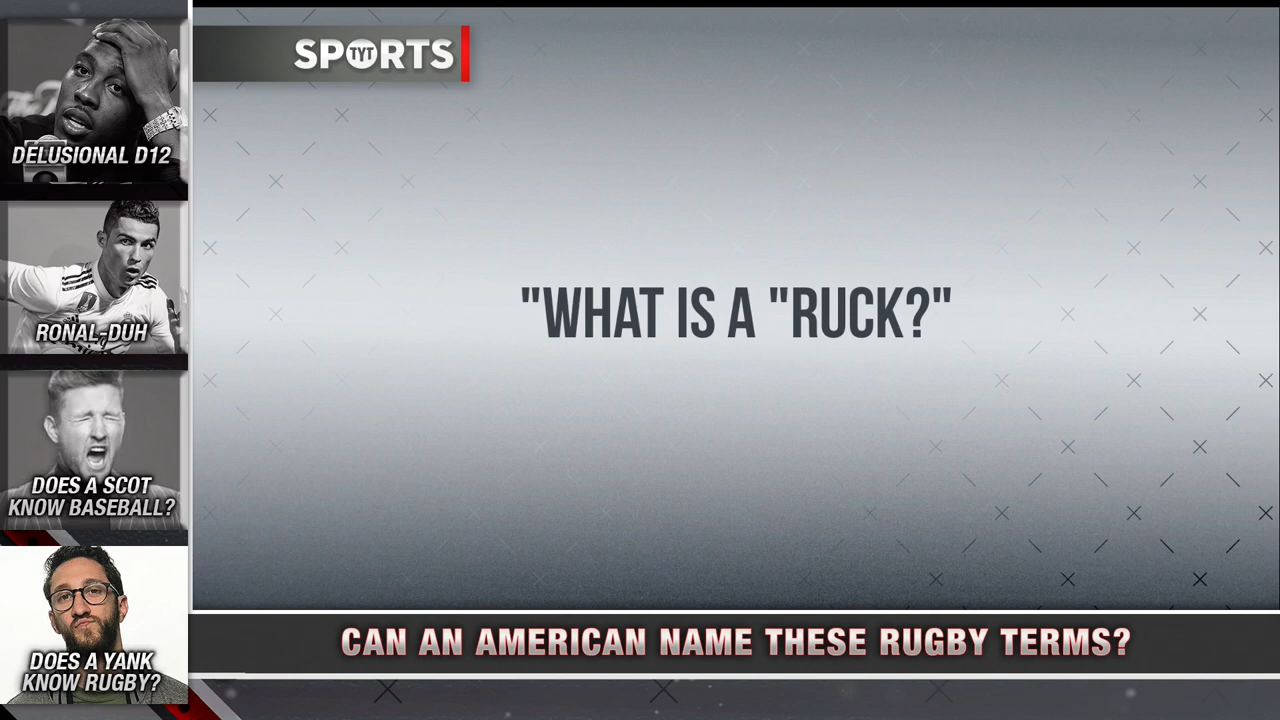 SPORTS
TYT
DELUSIONAL D12
RONAL-DUH
DOES A SCOT
KNOW BASEBALL?
DOES A YANK
KNOW RUGBY?
"WHAT IS A "RUCK?"
CAN AN AMERICAN NAME THESE RUGBY TERMS?